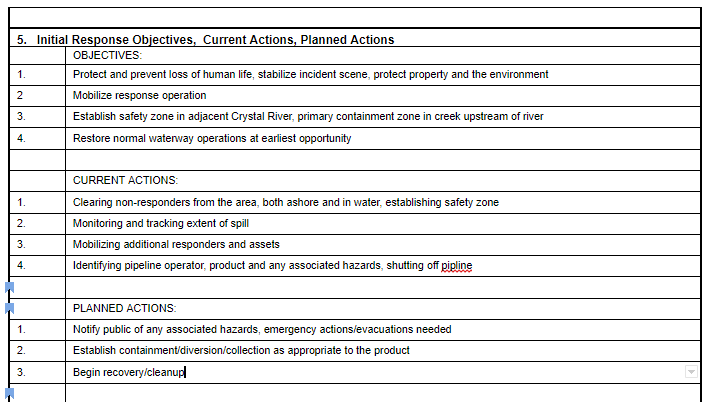 5. Initial Response Objectives, Current Actions, Planned Actions
OBJECTIVES:
1. Protect and prevent loss of human life, stabilize incident scene, protect property and the environment
2 Mobilize response operation
3. Establish safety zone in adjacent Crystal River, primary containment zone in creek upstream of river
4. Restore normal waterway operations at earliest opportunity
CURRENT ACTIONS:
1. Clearing non-responders from the area, both ashore and in water, establishing safety zone
2. Monitoring and tracking extent of spill
3. Mobilizing additional responders and assets
4. Identifying pipeline operator, product and any associated hazards, shutting off pipline
PLANNED ACTIONS:
1. Notify public of any associated hazards, emergency actions/evacuations needed
2. Establish containment/diversion/collection as appropriate to the product
3. Begin recovery/cleanup